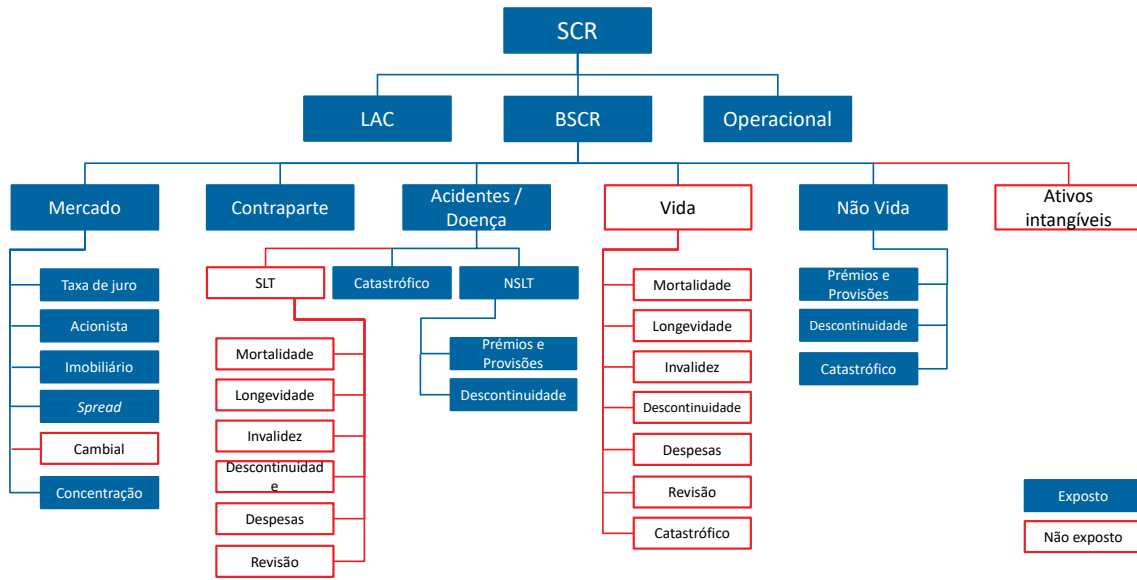 SCR
LAC
BSCR
Operacional
Mercado
Contraparte
Acidentes /
Doença
Vida
Não Vida
Ativos
intangíveis
Taxa de juro
Acionista
Imobiliário
Spread
Cambial
Concentração
SLT
Catastrófico
NSLT
Mortalidade
Longevidade
Invalidez
Descontinuidad
e
Despesas
Revisão
Prémios e
Provisões
Descontinuidade
Mortalidade
Longevidade
Invalidez
Descontinuidade
Despesas
Revisão
Catastrófico
Prémios e
Provisões
Descontinuidade
Catastrófico
Exposto
Não exposto